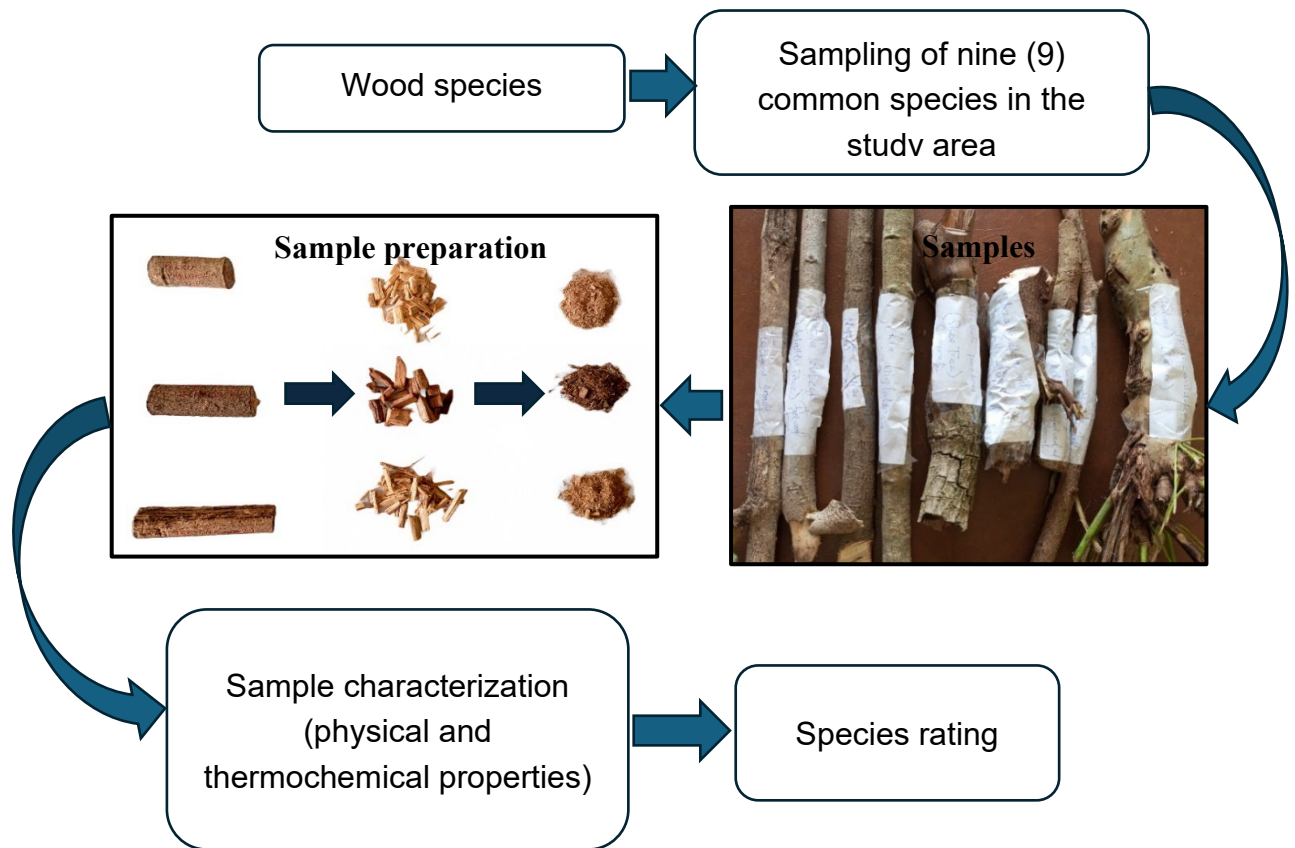 Wood species
Sampling of nine (9)
common species in the
study area
Samples
Sample preparation
Sample characterization
(physical and
thermochemical properties)
Species rating